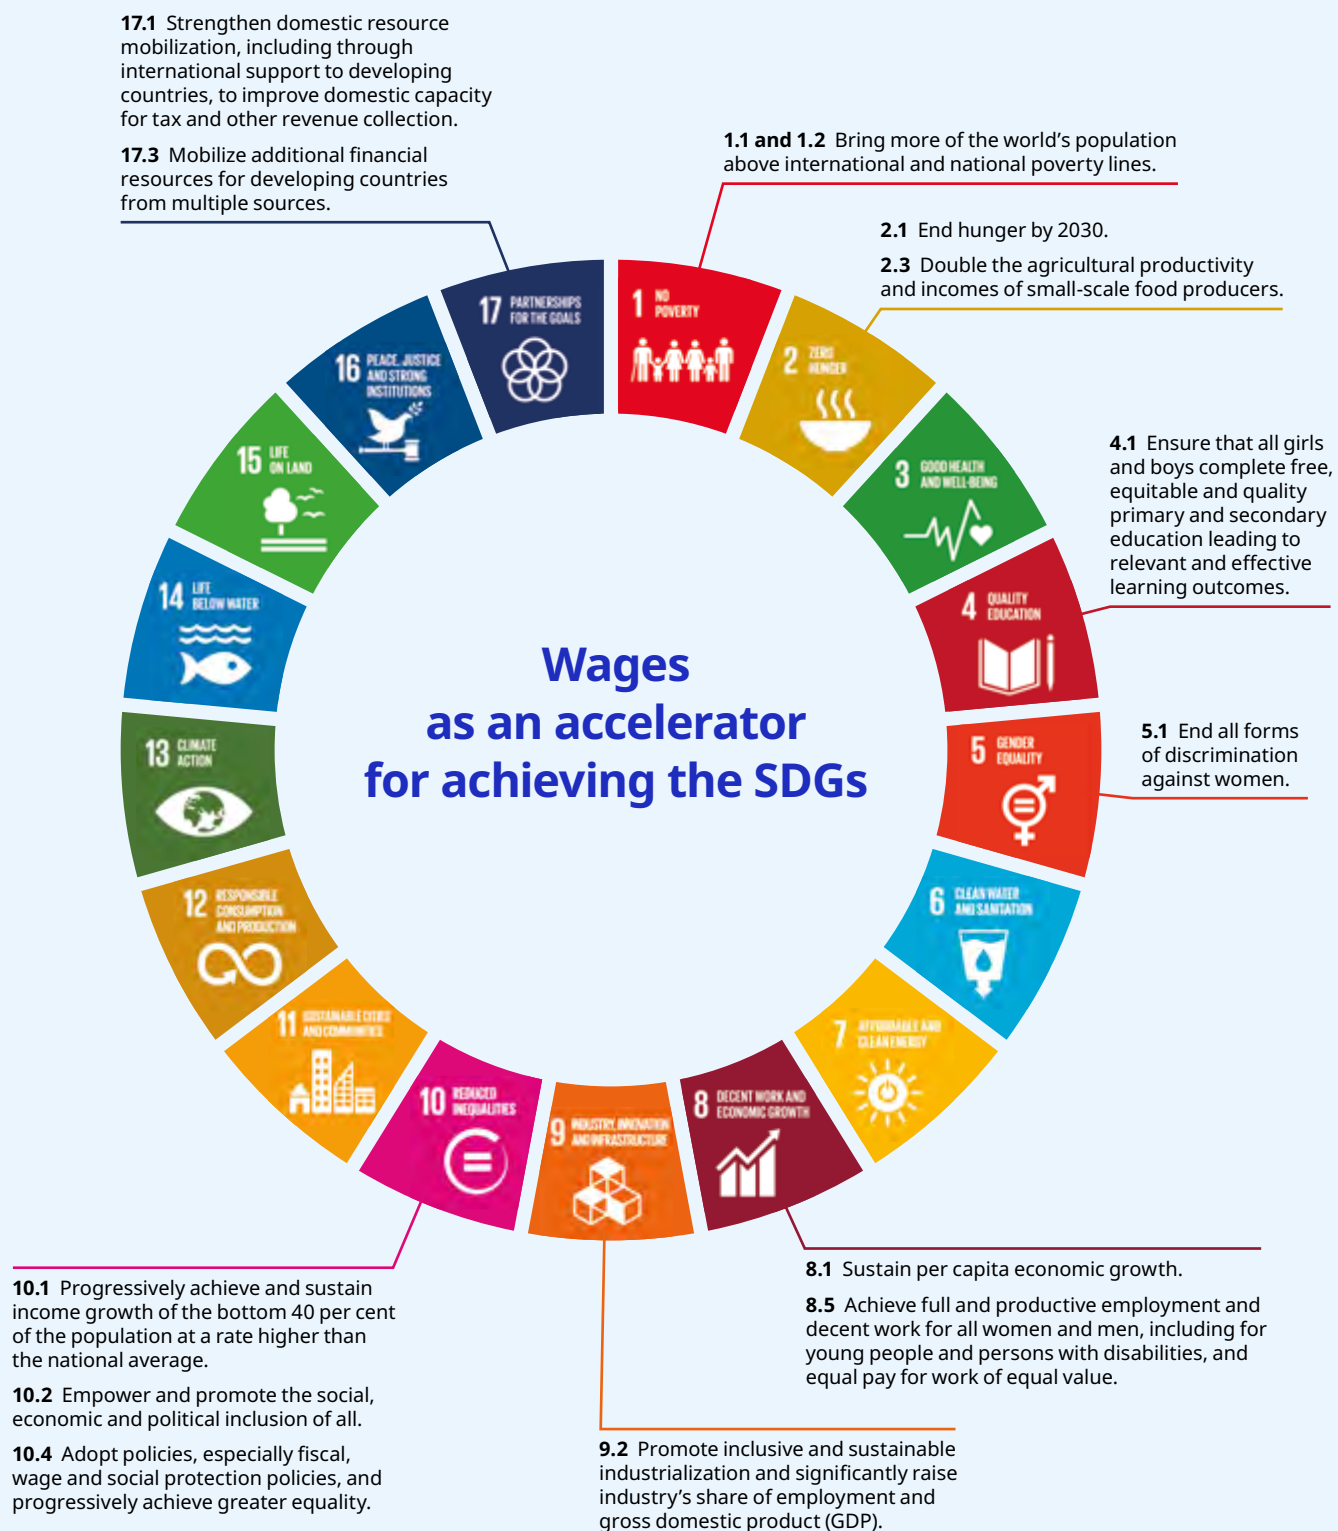 17.1 Strengthen domestic resource
mobilization, including through
international support to developing
countries, to improve domestic capacity
for tax and other revenue collection.
17.3 Mobilize additional financial
resources for developing countries
from multiple sources.
1.1 and 1.2 Bring more of the world’s population
above international and national poverty lines.
2.1 End hunger by 2030.
2.3 Double the agricultural productivity
and incomes of small-scale food producers.
4.1 Ensure that all girls
and boys complete free,
equitable and quality
primary and secondary
education leading to
relevant and effective
learning outcomes.
5.1 End all forms
of discrimination
against women.
8.1 Sustain per capita economic growth.
8.5 Achieve full and productive employment and
decent work for all women and men, including for
young people and persons with disabilities, and
equal pay for work of equal value.
9.2 Promote inclusive and sustainable
industrialization and significantly raise
industry’s share of employment and
gross domestic product (GDP).
10.1 Progressively achieve and sustain
income growth of the bottom 40 per cent
of the population at a rate higher than
the national average.
10.2 Empower and promote the social,
economic and political inclusion of all.
10.4 Adopt policies, especially fiscal,
wage and social protection policies, and
progressively achieve greater equality.
1 NO
POVERTY
2 ZERO
HUNGER
3 GOOD HEALTH
AND WELL-BEING
4 QUALITY
EDUCATION
5 GENDER
EQUALITY
6 CLEAN WATER
AND SANITATION
7 AFFORDABLE AND
CLEAN ENERGY
8 DECENT WORK AND
ECONOMIC GROWTH
9 INDUSTRY, INNOVATION
AND INFRASTRUCTURE
10 REDUCED
INEQUALITIES
11 SUSTAINABLE CITIES
AND COMMUNITIES
12 RESPONSIBLE
CONSUMPTION
AND PRODUCTION
13 CLIMATE
ACTION
14 LIFE
BELOW WATER
15 LIFE
ON LAND
16 PEACE, JUSTICE
AND STRONG
INSTITUTIONS
17 PARTNERSHIPS
FOR THE GOALS
Wages
as an accelerator
for achieving the SDGs